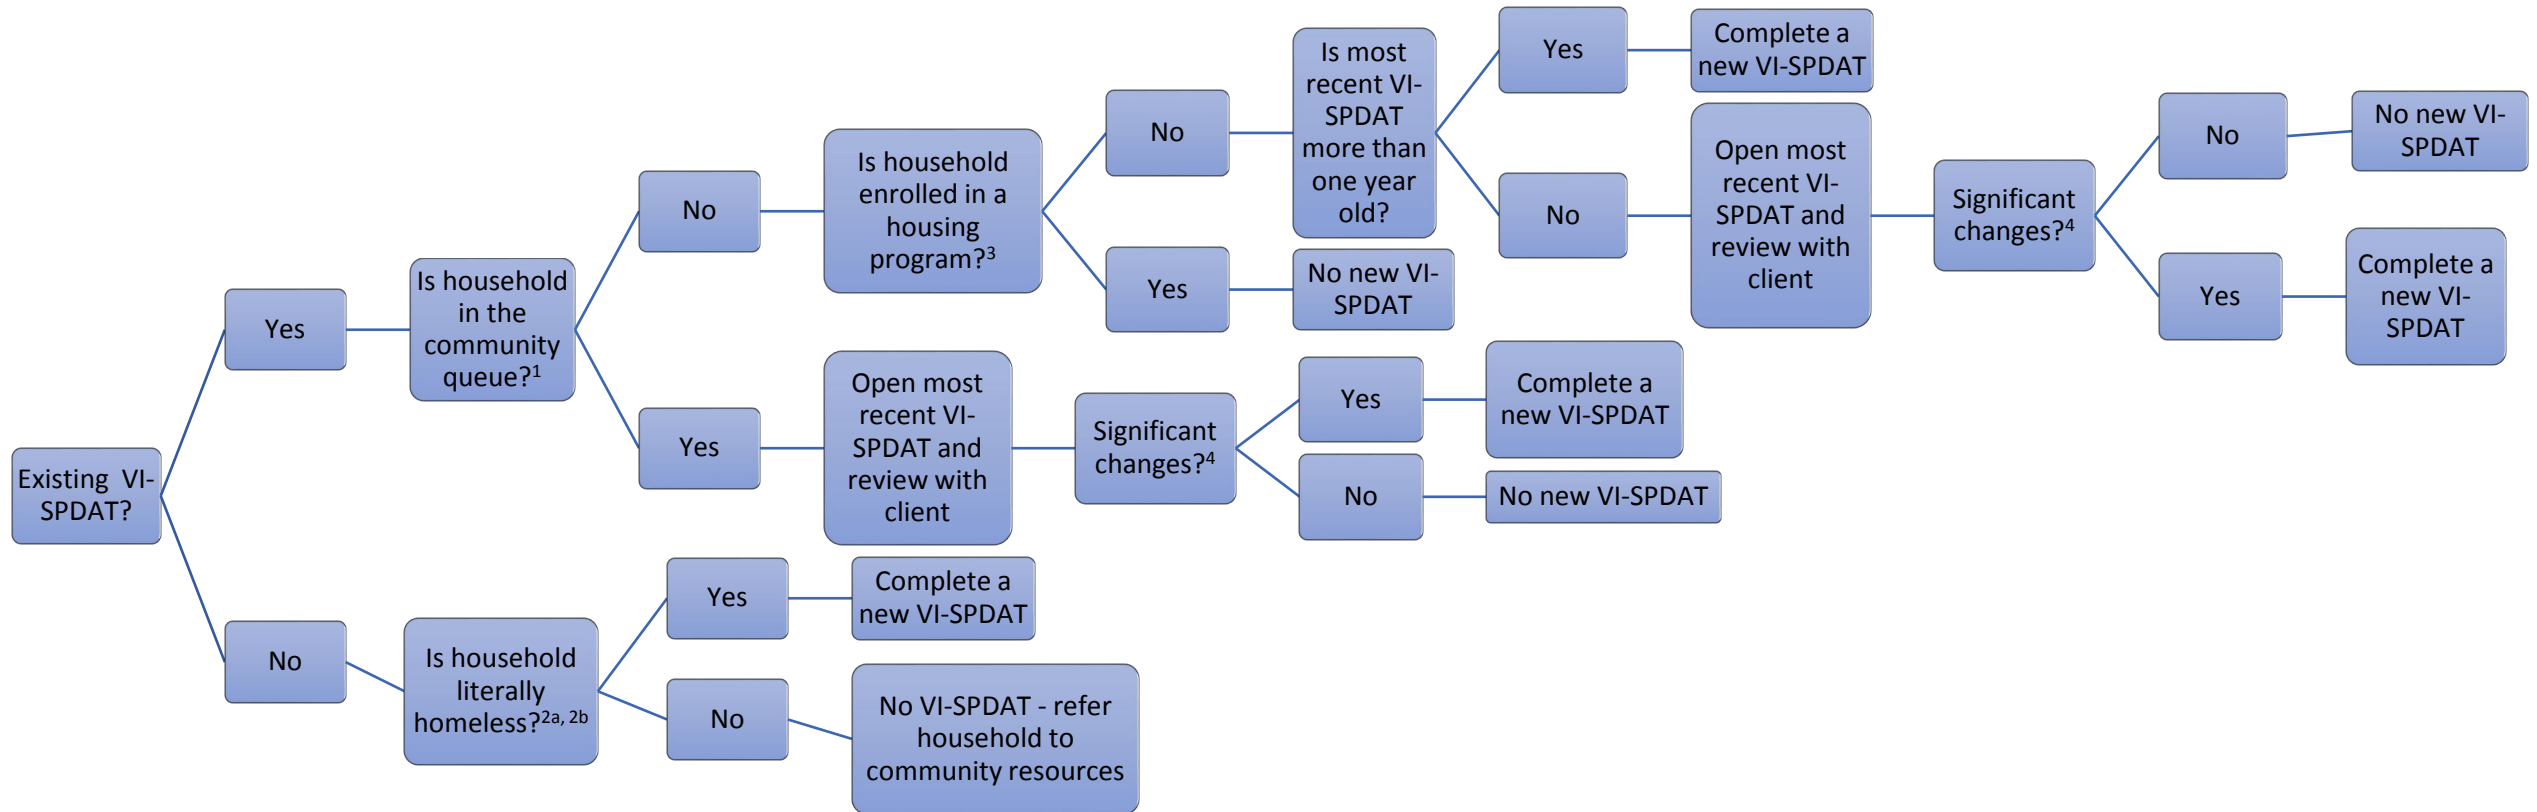 Existing VI-
SPDAT?
Yes
Is household
in the
community
queue?1
No
Is household
enrolled in a
housing
program?3
No
Is most
recent VI-
SPDAT
more than
one year
old?
Yes
Complete a
new VI-SPDAT
No
Open most
recent VI-
SPDAT and
review with
client
Significant
changes?4
No
No new VI-
SPDAT
Yes
Complete a
new VI-
SPDAT
Yes
No new VI-
SPDAT
Yes
Open most
recent VI-
SPDAT and
review with
client
Significant
changes?4
Yes
Complete a
new VI-SPDAT
No
No new VI-SPDAT
No
Is household
literally
homeless?2a, 2b
Yes
Complete a
new VI-SPDAT
No
No VI-SPDAT - refer
household to
community resources